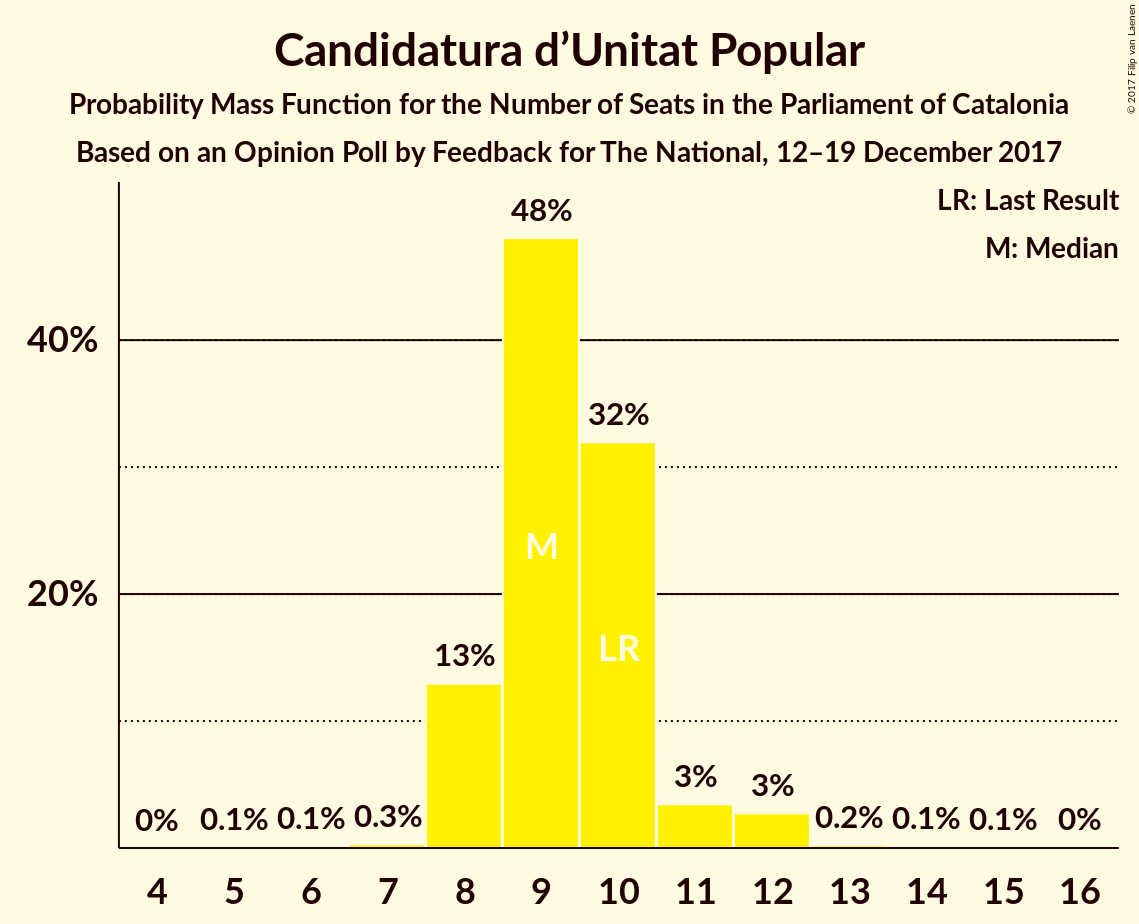 Candidatura d’Unitat Popular
Probability Mass Function for the Number of Seats in the Parliament of Catalonia
Based on an Opinion Poll by Feedback for The National, 12–19 December 2017
© 2017 Filip van Laenen
LR: Last Result
M: Median
48%
40%
32%
M
20%
LR
13%
3%
3%
0% 0.1% 0.1% 0.3% 0.2% 0.1% 0.1% 0%
4 5 6 7 8 9 10 11 12 13 14 15 16